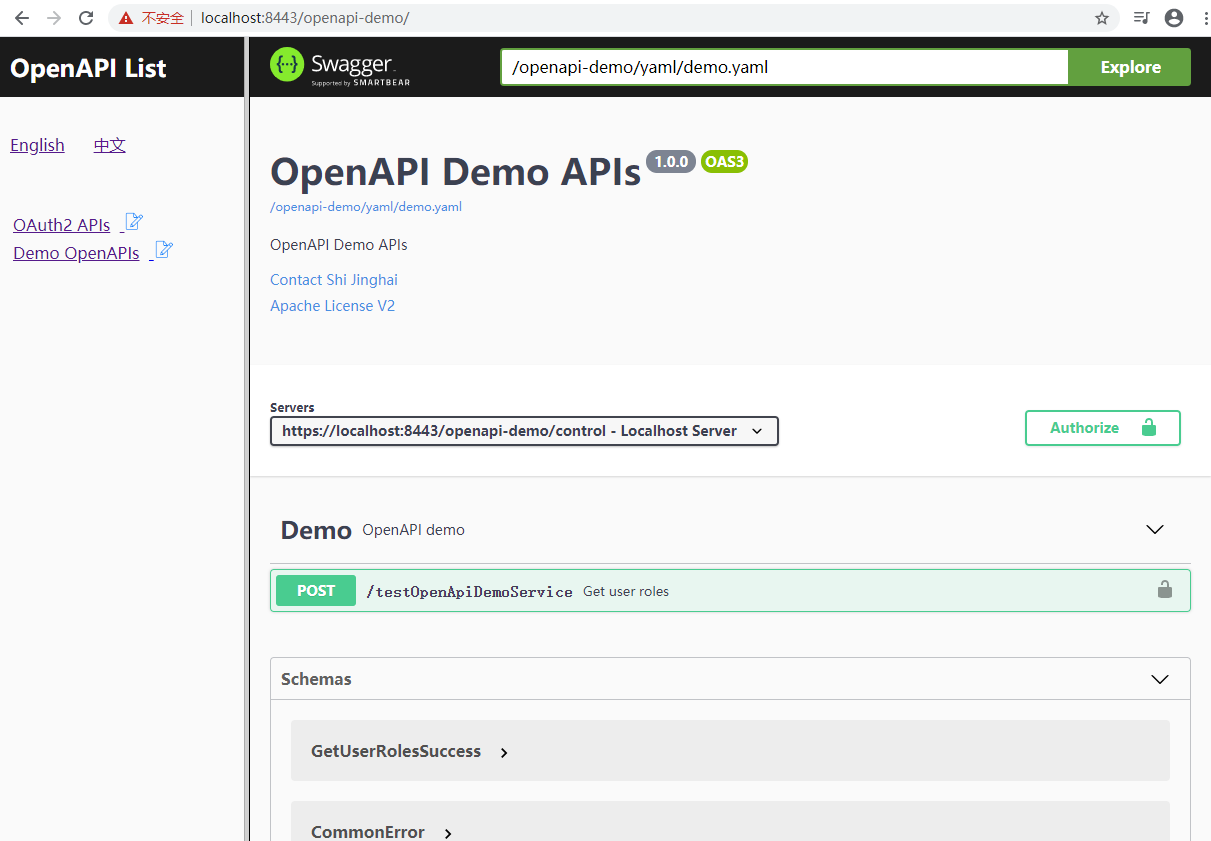 不安全 localhost:8443/openapi-demo/
OpenAPI List
Swagger
Supported by SMARTBEAR
/openapi-demo/yaml/demo.yaml
Explore
English 中文
OAuth2 APIs
Demo OpenAPIs
OpenAPI Demo APIs 1.0.0 OAS3
/openapi-demo/yaml/demo.yaml
OpenAPI Demo APIs
Contact Shi Jinghai
Apache License V2
Servers
https://localhost:8443/openapi-demo/control - Localhost Server
Authorize
Demo OpenAPI demo
POST /testOpenApiDemoService Get user roles
Schemas
GetUserRolesSuccess
CommonError